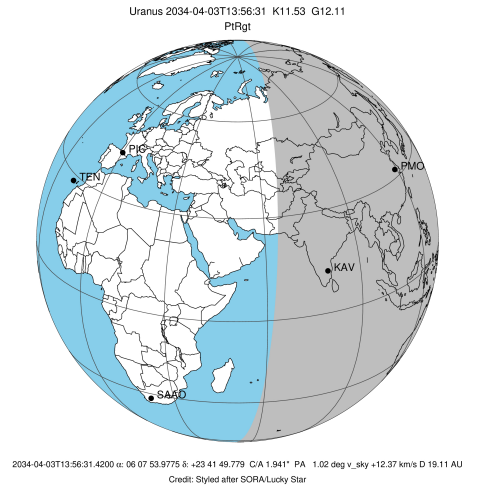 Uranus 2034-04-03T13:56:31 K11.53 G12.11
PtRgt
PIC
TEN
PMO
KAV
SAAO
2034-04-03T13:56:31.4200 α: 06 07 53.9775 δ: +23 41 49.779 C/A 1.941" PA 1.02 deg v_sky +12.37 km/s D 19.11 AU
Credit: Styled after SORA/Lucky Star